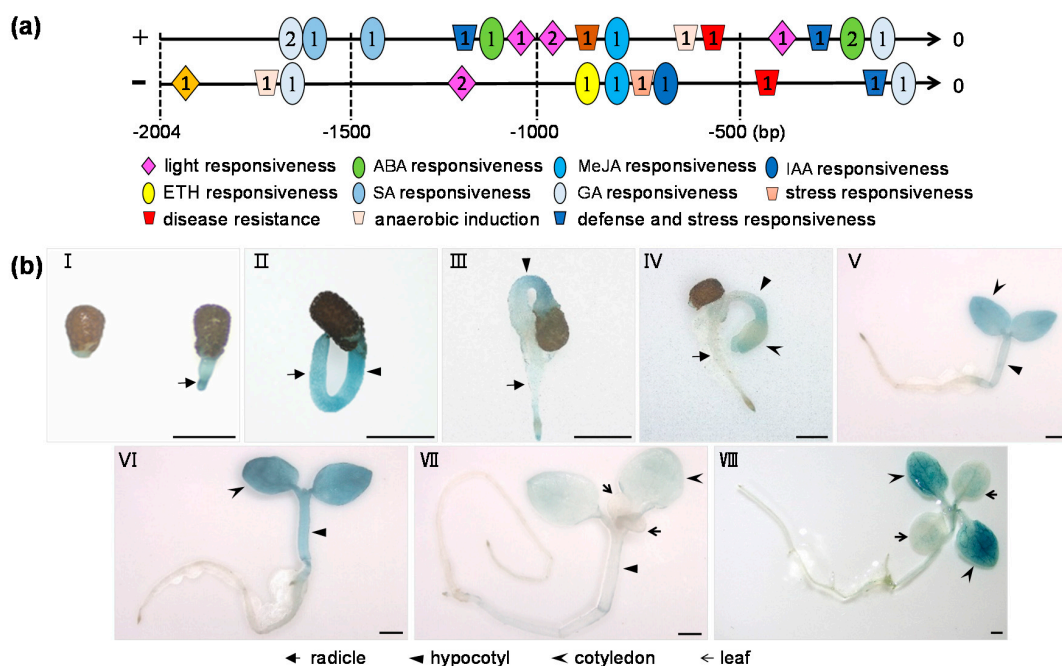 (a)
+ 2 1 1 1 1 1 2 1 1 1 1 1 1 2 1 0
- 1 1 1 2 1 1 1 1 1 1 1 0
-2004 -1500 -1000 -500 (bp)
light responsiveness ABA responsiveness MeJA responsiveness IAA responsiveness
ETH responsiveness SA responsiveness GA responsiveness stress responsiveness
disease resistance anaerobic induction defense and stress responsiveness
(b)
I II III IV V
VI VII VIII
radicle hypocotyl cotyledon leaf